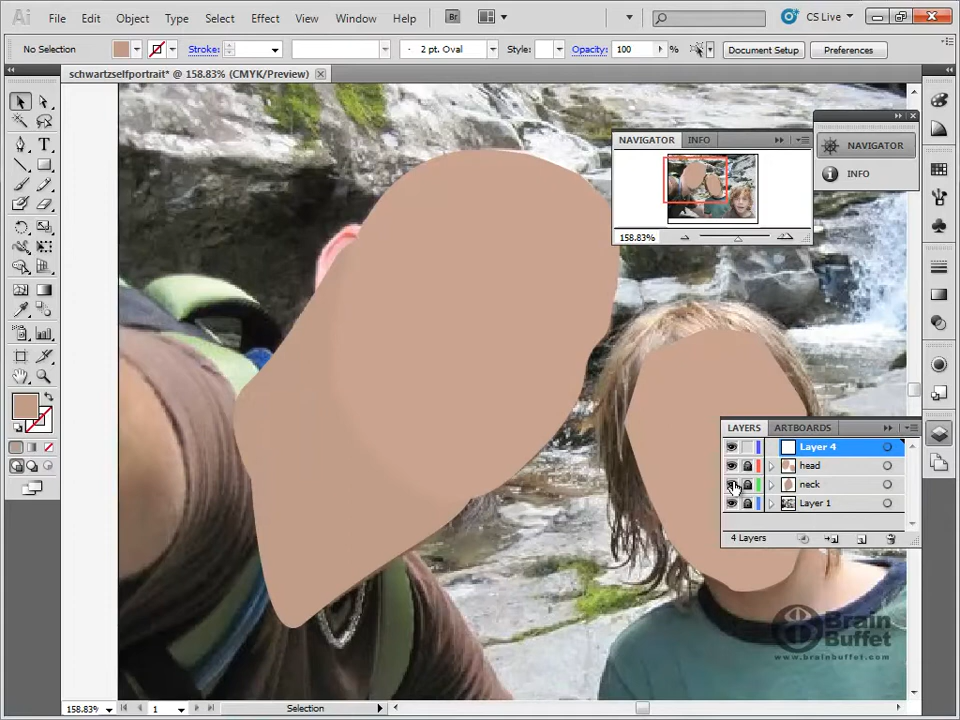 Ai File Edit Object Type Select Effect View Window Help Br CS Live
No Selection Stroke: 2 pt. Oval Style: Opacity: 100 % Document Setup Preferences
schwartzselfportrait* @ 158.83% (CMYK/Preview)
NAVIGATOR INFO
158.83%
NAVIGATOR
INFO
LAYERS ARTBOARDS
Layer 4
head
neck
Layer 1
4 Layers
Brain
Buffet
www.brainbuffet.com
158.83% 1 Selection